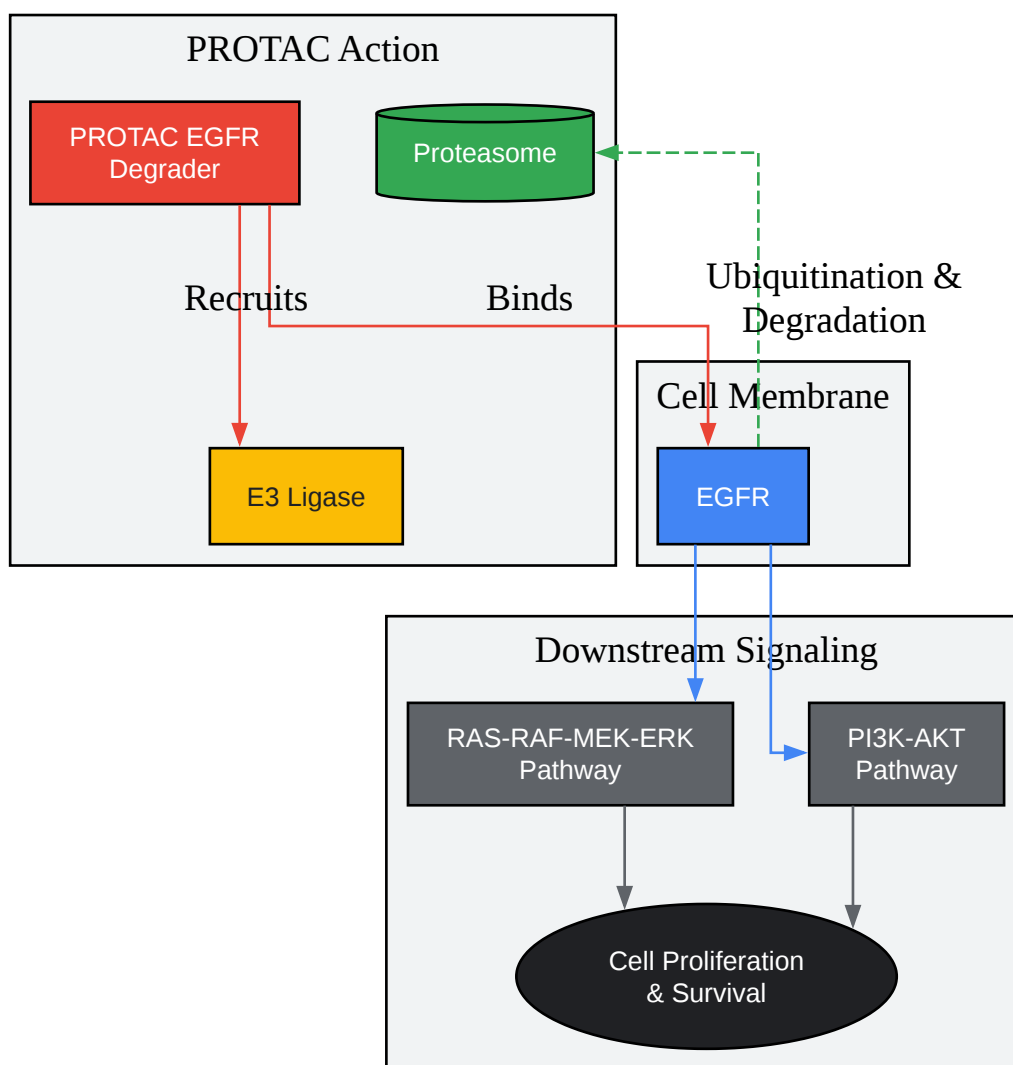 PROTAC Action
PROTAC EGFR
Degrader
Proteasome
Recruits
Binds
Ubiquitination &
Degradation
Cell Membrane
E3 Ligase
EGFR
Downstream Signaling
RAS-RAF-MEK-ERK
Pathway
PI3K-AKT
Pathway
Cell Proliferation
& Survival